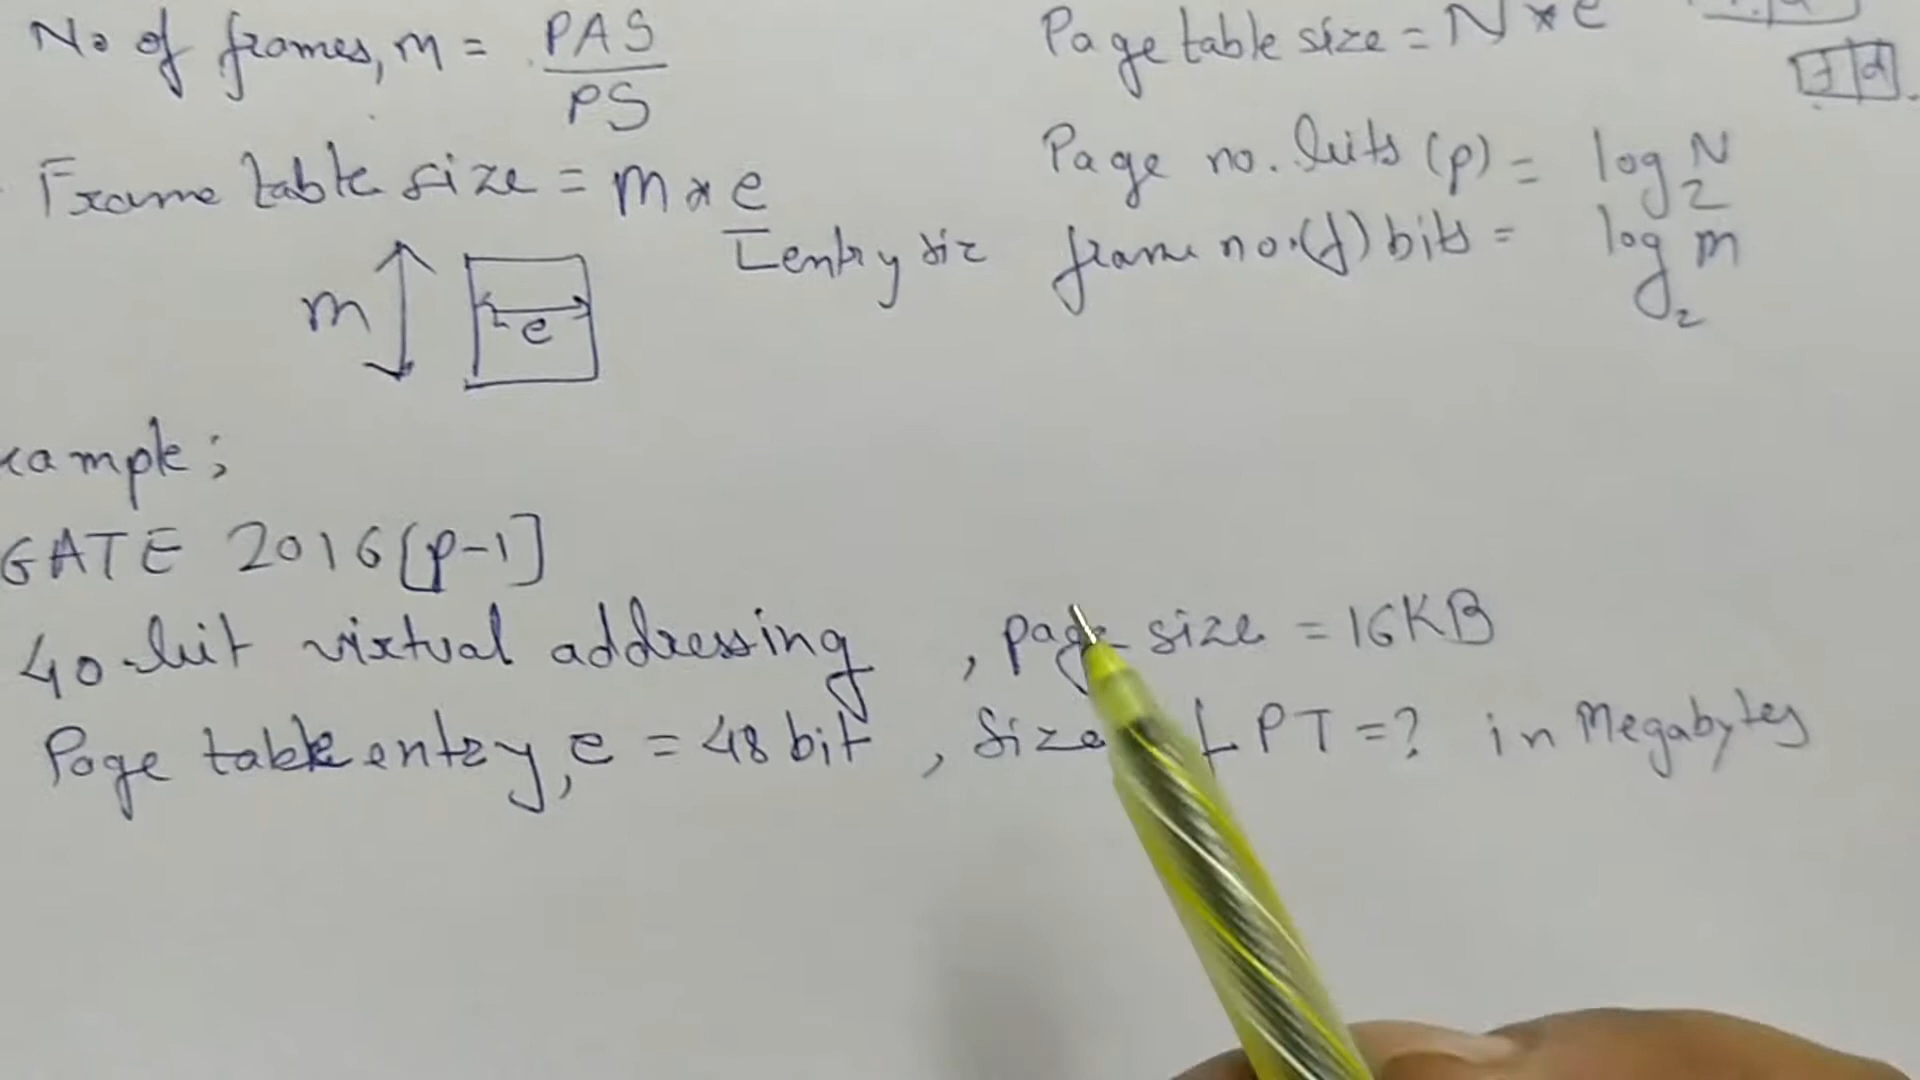 No of frames, m = PAS / PS
Frame table size = m * e
entry siz
m
e
Page table size = N * e
f d
Page no. bits (p) = log2 N
frame no. (f) bits = log2 m
xample;
GATE 2016 [p-1]
40-bit virtual addressing , page size = 16KB
Page table entry, e = 48 bit , Size PT = ? in Megabytes